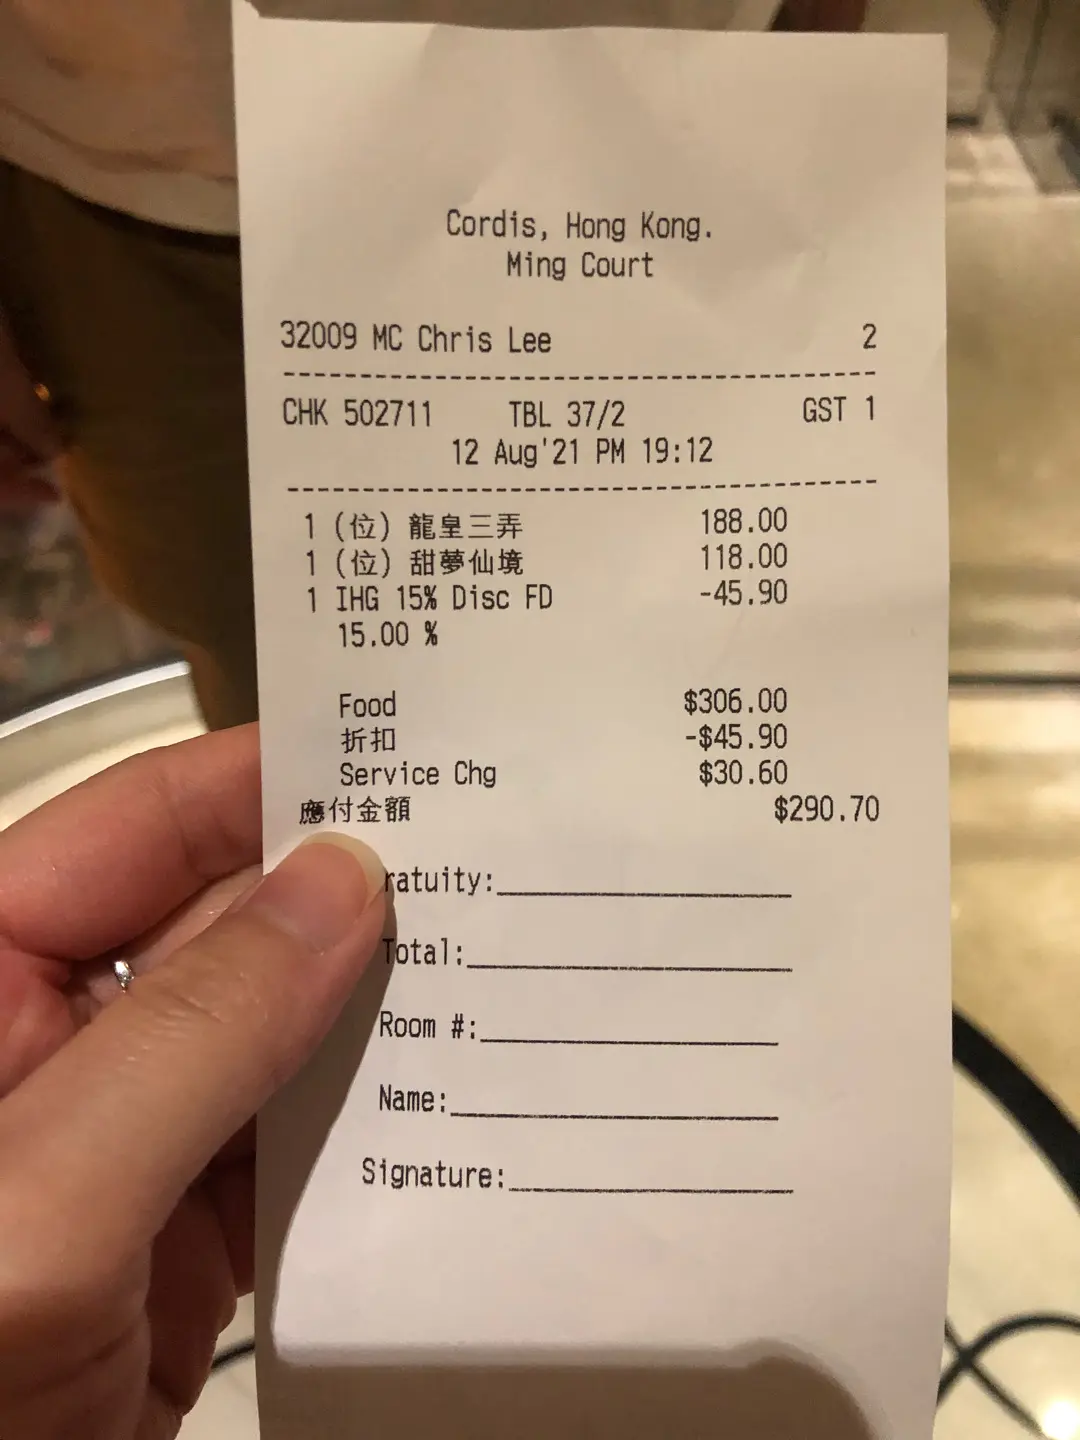 Cordis, Hong Kong.
Ming Court
32009 MC Chris Lee 2
CHK 502711 TBL 37/2 GST 1
12 Aug'21 PM 19:12
1 (位) 龍皇三弄 188.00
1 (位) 甜夢仙境 118.00
1 IHG 15% Disc FD -45.90
15.00 %
Food $306.00
折扣 -$45.90
Service Chg $30.60
應付金額 $290.70
ratuity:
Total:
Room #:
Name:
Signature: